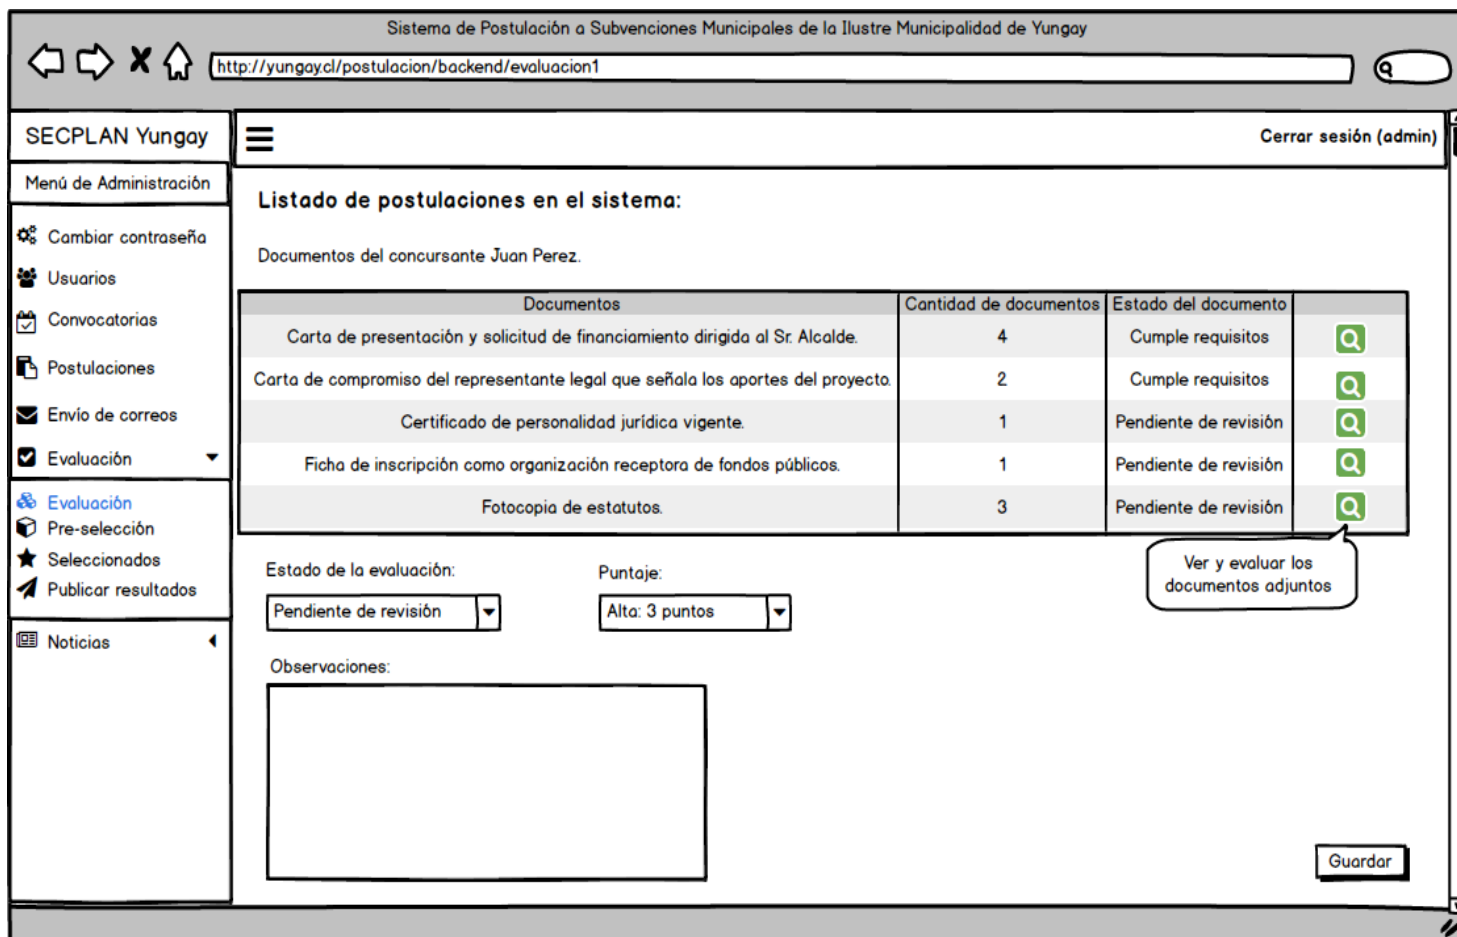 Sistema de Postulación a Subvenciones Municipales de la Ilustre Municipalidad de Yungay
http://yungay.cl/postulacion/backend/evaluacion1
SECPLAN Yungay
Cerrar sesión (admin)
Menú de Administración
Cambiar contraseña
Usuarios
Convocatorias
Postulaciones
Envío de correos
Evaluación
Evaluación
Pre-selección
Seleccionados
Publicar resultados
Noticias
Listado de postulaciones en el sistema:
Documentos del concursante Juan Perez.
Documentos Cantidad de documentos Estado del documento
Carta de presentación y solicitud de financiamiento dirigida al Sr. Alcalde. 4 Cumple requisitos
Carta de compromiso del representante legal que señala los aportes del proyecto. 2 Cumple requisitos
Certificado de personalidad jurídica vigente. 1 Pendiente de revisión
Ficha de inscripción como organización receptora de fondos públicos. 1 Pendiente de revisión
Fotocopia de estatutos. 3 Pendiente de revisión
Ver y evaluar los
documentos adjuntos
Estado de la evaluación: Puntaje:
Pendiente de revisión Alta: 3 puntos
Observaciones:
Guardar